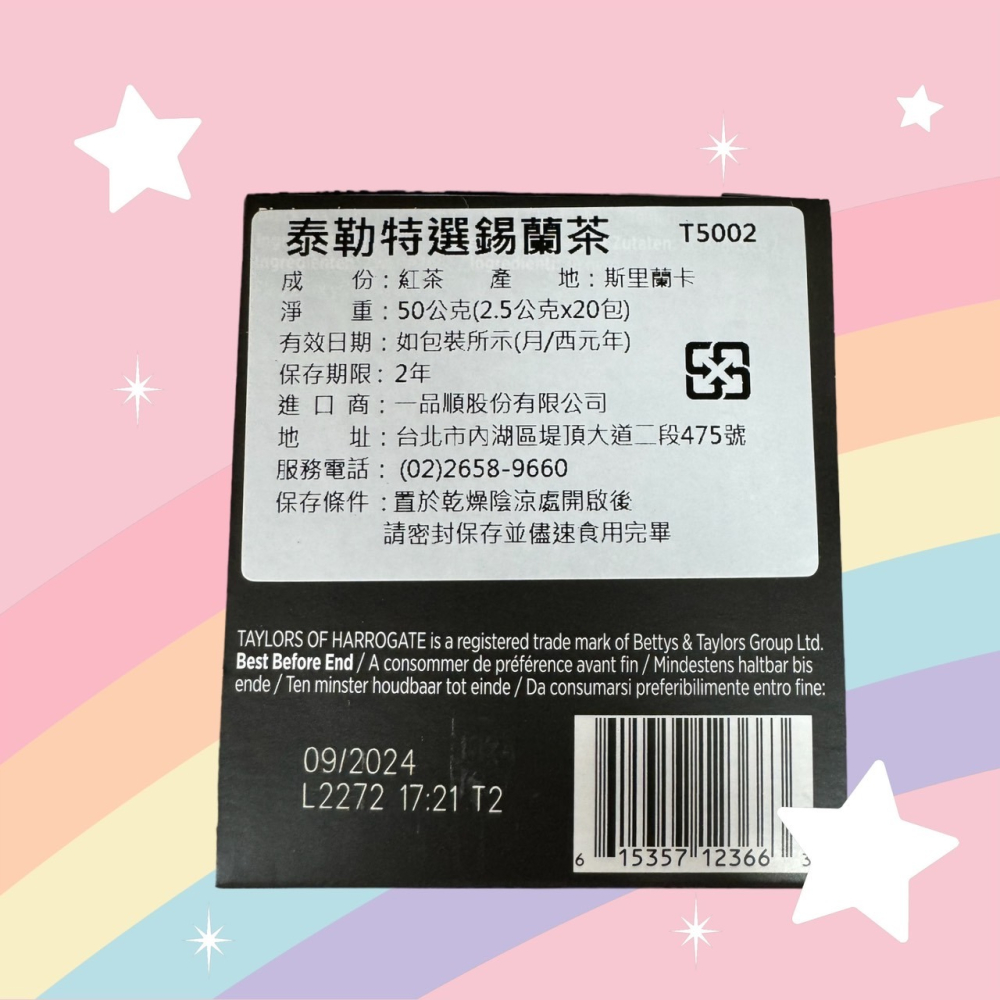 泰勒特選錫蘭茶 T5002
Zutaten:
成 份：紅茶 產 地：斯里蘭卡
淨 重：50公克(2.5公克x20包)
有效日期：如包裝所示(月/西元年)
保存期限：2年
進 口 商：一品順股份有限公司
地 址：台北市內湖區堤頂大道二段475號
服務電話：(02)2658-9660
保存條件：置於乾燥陰涼處開啟後
請密封保存並儘速食用完畢
TAYLORS OF HARROGATE is a registered trade mark of Bettys & Taylors Group Ltd.
Best Before End / A consommer de préférence avant fin / Mindestens haltbar bis
ende / Ten minster houdbaar tot einde / Da consumarsi preferibilimente entro fine:
09/2024
L2272 17:21 T2
6 15357 12366 3